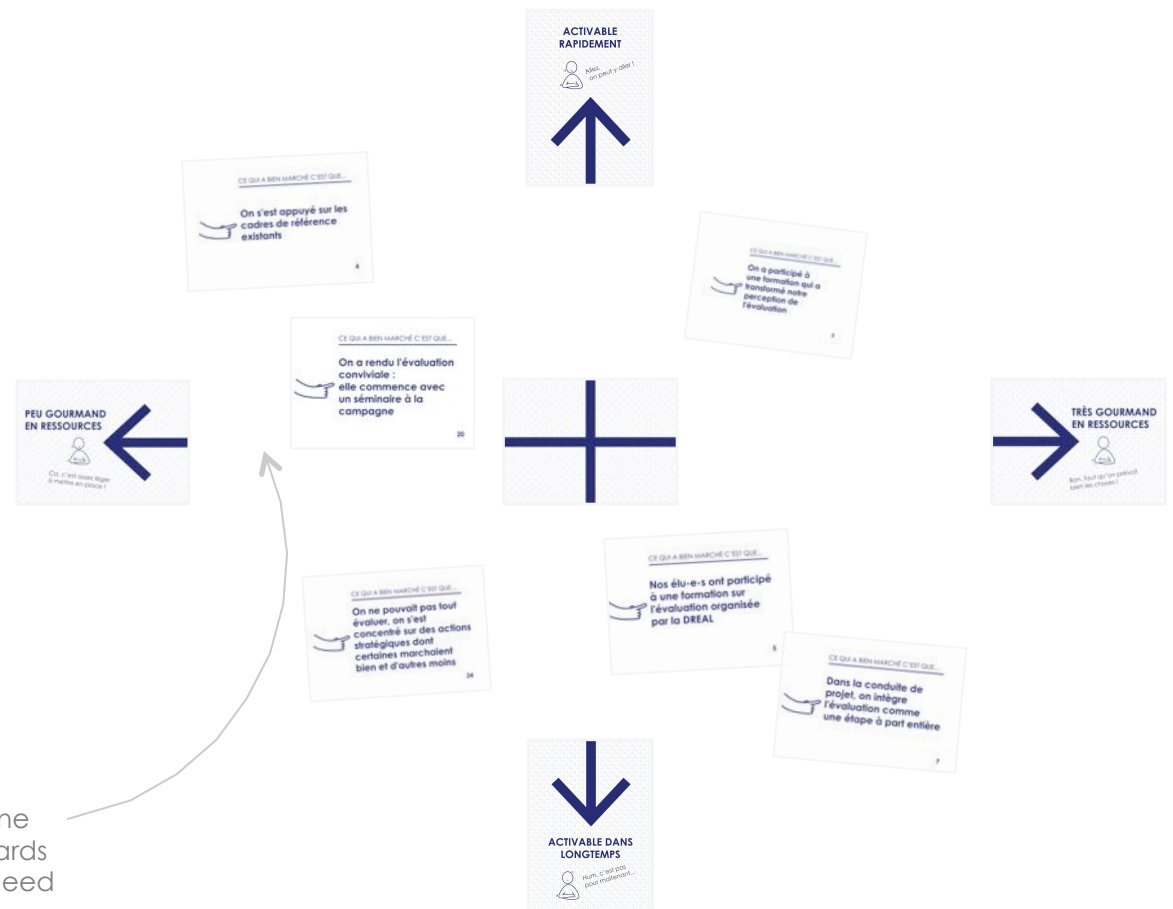 ACTIVABLE
RAPIDEMENT
Allez,
on peut y aller !
CE QUI A BIEN MARCHÉ C'EST QUE...
On s'est appuyé sur les
cadres de référence
existants
CE QUI A BIEN MARCHÉ C'EST QUE...
On a participé à
une formation qui a
transformé notre
perception de
l'évaluation
CE QUI A BIEN MARCHÉ C'EST QUE...
On a rendu l'évaluation
conviviale :
elle commence avec
un séminaire à la
campagne
20
PEU GOURMAND
EN RESSOURCES
Ca, c'est assez léger
à mettre en place !
TRÈS GOURMAND
EN RESSOURCES
Bon, faut qu'on prévoit
bien les choses !
CE QUI A BIEN MARCHÉ C'EST QUE...
On ne pouvait pas tout
évaluer, on s'est
concentré sur des actions
stratégiques dont
certaines marchaient
bien et d'autres moins
CE QUI A BIEN MARCHÉ C'EST QUE...
Nos élu-e-s ont participé
à une formation sur
l'évaluation organisée
par la DREAL
5
CE QUI A BIEN MARCHÉ C'EST QUE...
Dans la conduite de
projet, on intègre
l'évaluation comme
une étape à part entière
7
ACTIVABLE DANS
LONGTEMPS
Hum, c'est pas
pour maintenant...